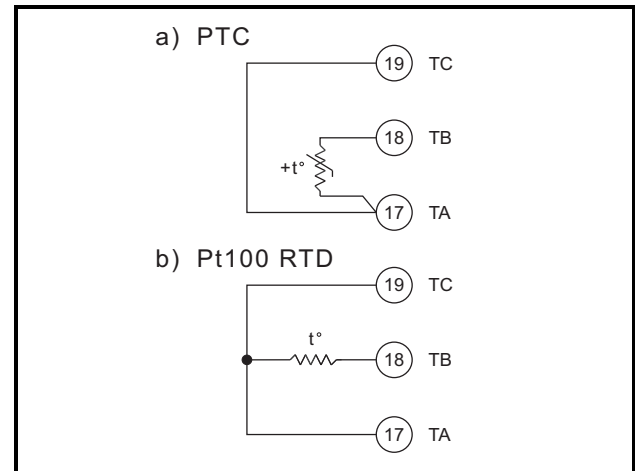 a) PTC
19 TC
18 TB
+t°
17 TA
b) Pt100 RTD
19 TC
t°
18 TB
17 TA